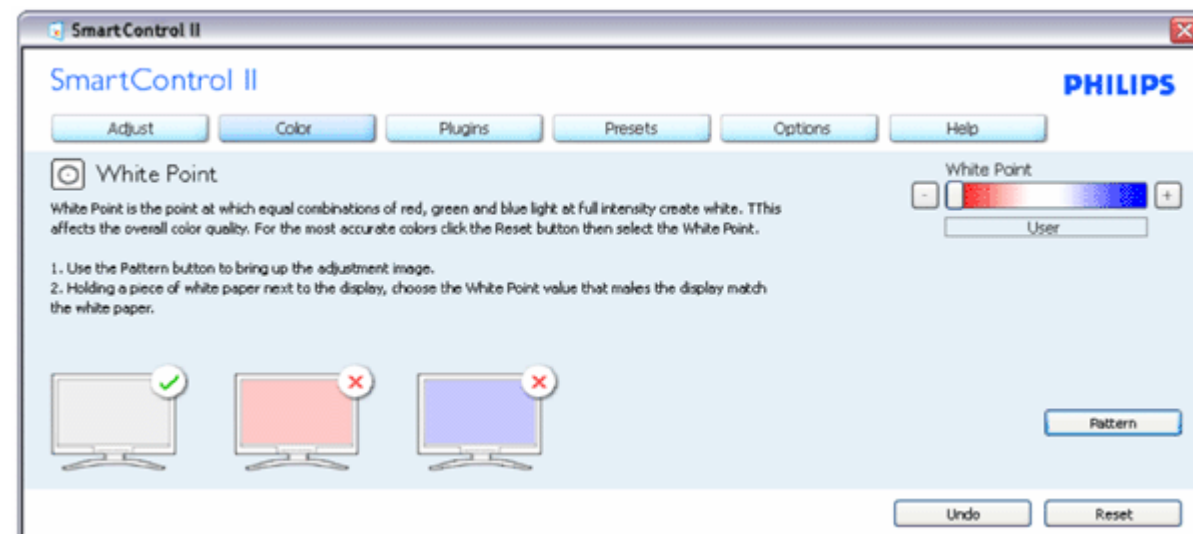 SmartControl II
SmartControl II
PHILIPS
Adjust Color Plugins Presets Options Help
White Point
White Point is the point at which equal combinations of red, green and blue light at full intensity create white. TThis
affects the overall color quality. For the most accurate colors click the Reset button then select the White Point.
1. Use the Pattern button to bring up the adjustment image.
2. Holding a piece of white paper next to the display, choose the White Point value that makes the display match
the white paper.
White Point
- +
User
Pattern
Undo Reset